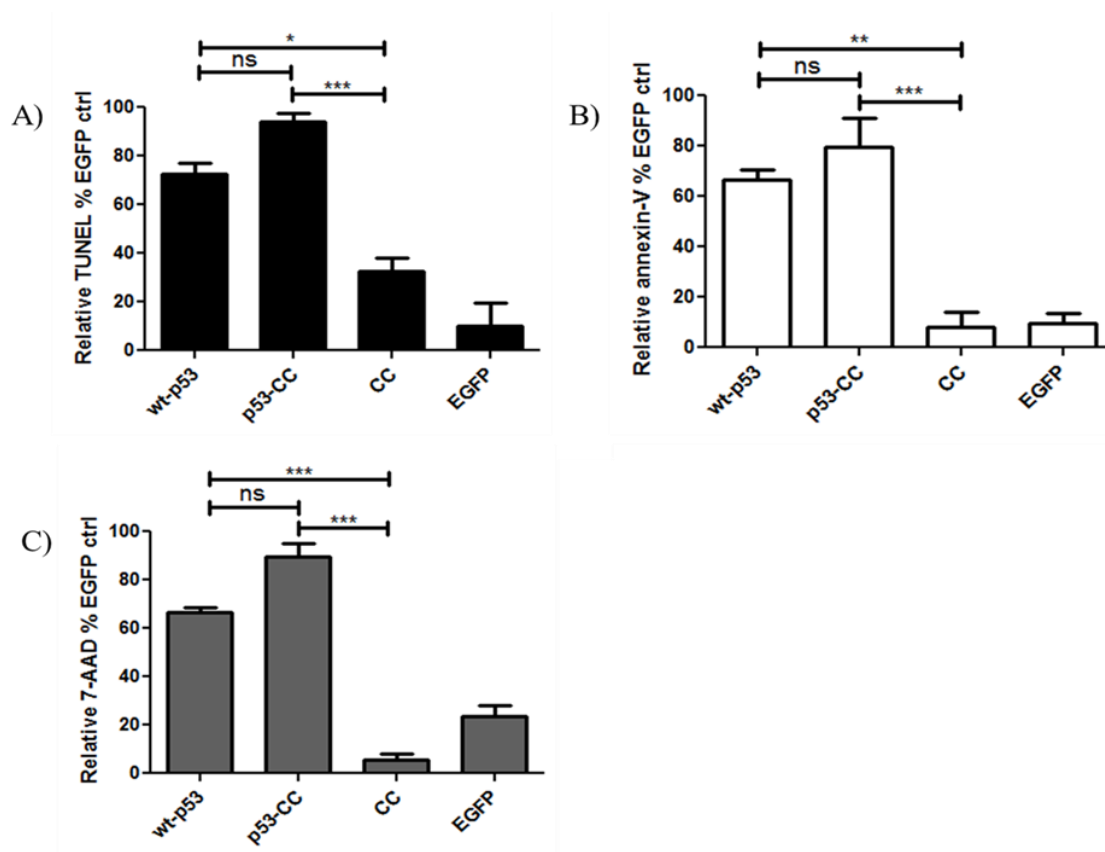 A)
*
ns
***
Relative TUNEL % EGFP ctrl
100
80
60
40
20
0
wt-p53
p53-CC
CC
EGFP
B)
**
ns
***
Relative annexin-V % EGFP ctrl
100
80
60
40
20
0
wt-p53
p53-CC
CC
EGFP
C)
***
ns
***
Relative 7-AAD % EGFP ctrl
100
80
60
40
20
0
wt-p53
p53-CC
CC
EGFP